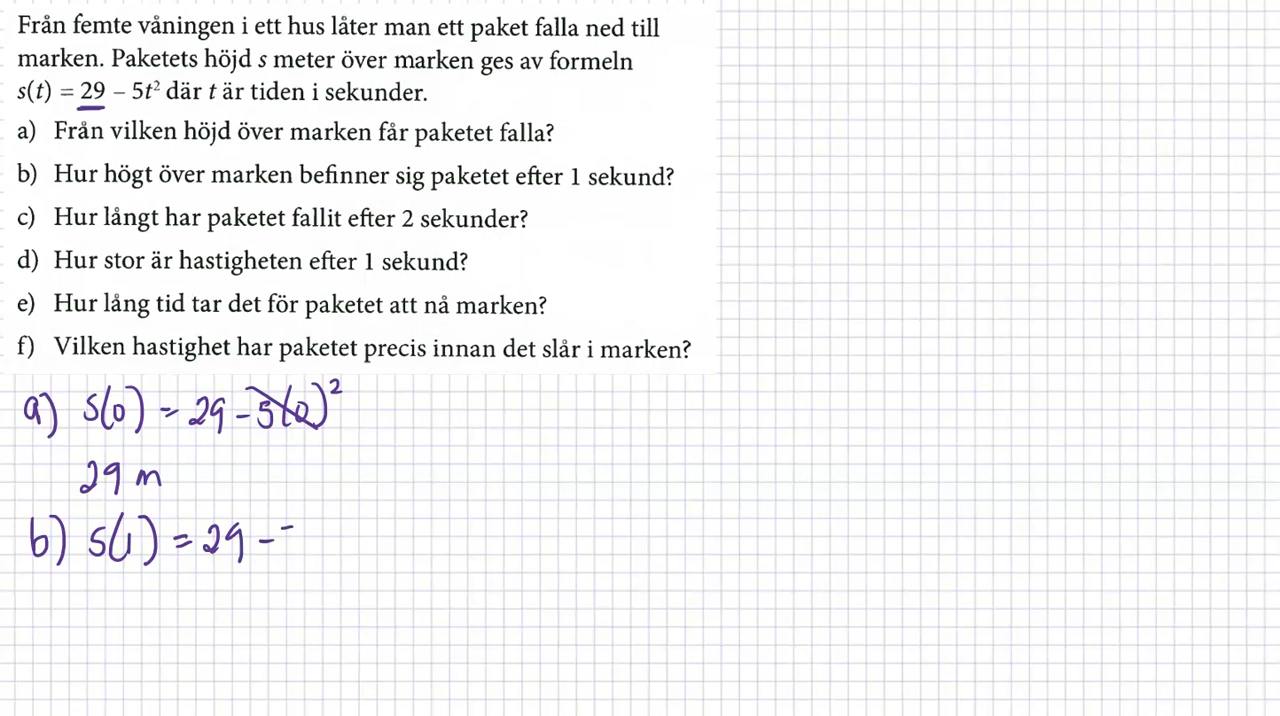 Från femte våningen i ett hus låter man ett paket falla ned till
marken. Paketets höjd s meter över marken ges av formeln
s(t) = 29 – 5t² där t är tiden i sekunder.
a) Från vilken höjd över marken får paketet falla?
b) Hur högt över marken befinner sig paketet efter 1 sekund?
c) Hur långt har paketet fallit efter 2 sekunder?
d) Hur stor är hastigheten efter 1 sekund?
e) Hur lång tid tar det för paketet att nå marken?
f) Vilken hastighet har paketet precis innan det slår i marken?
a) s(0) = 29 - 5(0)²
29 m
b) s(1) = 29 -